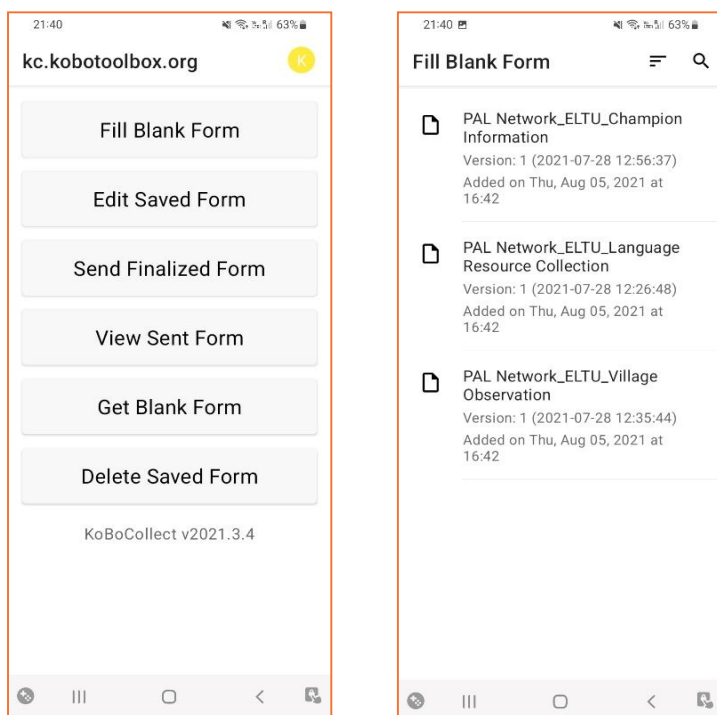 21:40
63%
kc.kobotoolbox.org
K
Fill Blank Form
Edit Saved Form
Send Finalized Form
View Sent Form
Get Blank Form
Delete Saved Form
KoBoCollect v2021.3.4
21:40
63%
Fill Blank Form
PAL Network_ELTU_Champion
Information
Version: 1 (2021-07-28 12:56:37)
Added on Thu, Aug 05, 2021 at
16:42
PAL Network_ELTU_Language
Resource Collection
Version: 1 (2021-07-28 12:26:48)
Added on Thu, Aug 05, 2021 at
16:42
PAL Network_ELTU_Village
Observation
Version: 1 (2021-07-28 12:35:44)
Added on Thu, Aug 05, 2021 at
16:42